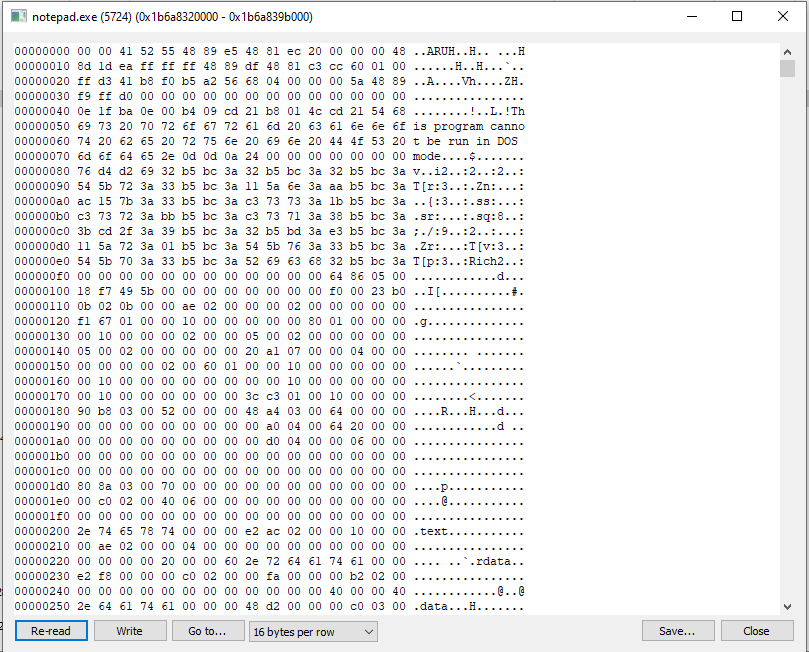 notepad.exe (5724) (0x1b6a8320000 - 0x1b6a839b000)
00000000 00 00 41 52 55 48 89 e5 48 81 ec 20 00 00 00 48 ..ARUH..H.. ...H
00000010 8d 1d ea ff ff ff 48 89 df 48 81 c3 cc 60 01 00 ......H..H...`..
00000020 ff d3 41 b8 f0 b5 a2 56 68 04 00 00 00 5a 48 89 ..A....Vh....ZH.
00000030 f9 ff d0 00 00 00 00 00 00 00 00 00 00 01 00 00 ................
00000040 0e 1f ba 0e 00 b4 09 cd 21 b8 01 4c cd 21 54 68 ........!..L.!Th
00000050 69 73 20 70 72 6f 67 72 61 6d 20 63 61 6e 6e 6f is program canno
00000060 74 20 62 65 20 72 75 6e 20 69 6e 20 44 4f 53 20 t be run in DOS
00000070 6d 6f 64 65 2e 0d 0d 0a 24 00 00 00 00 00 00 00 mode....$.......
00000080 76 d4 d2 69 32 b5 bc 3a 32 b5 bc 3a 32 b5 bc 3a v..i2..:2..:2..:
00000090 54 5b 72 3a 33 b5 bc 3a 11 5a 6e 3a aa b5 bc 3a T[r:3..:.Zn:...:
000000a0 ac 15 7b 3a 33 b5 bc 3a c3 73 73 3a 1b b5 bc 3a ..{:3..:.ss:...:
000000b0 c3 73 72 3a bb b5 bc 3a c3 73 71 3a 38 b5 bc 3a .sr:...:.sq:8..:
000000c0 3b cd 2f 3a 39 b5 bc 3a 32 b5 bd 3a e3 b5 bc 3a ;./:9..:2..:...:
000000d0 11 5a 72 3a 01 b5 bc 3a 54 5b 76 3a 33 b5 bc 3a .Zr:...:T[v:3..:
000000e0 54 5b 70 3a 33 b5 bc 3a 52 69 63 68 32 b5 bc 3a T[p:3..:Rich2..:
000000f0 00 00 00 00 00 00 00 00 00 00 00 00 64 86 05 00 ............d...
00000100 18 f7 49 5b 00 00 00 00 00 00 00 00 f0 00 23 b0 ..I[..........#.
00000110 0b 02 0b 00 00 ae 02 00 00 00 02 00 00 00 00 00 ................
00000120 f1 67 01 00 00 10 00 00 00 00 00 80 01 00 00 00 .g..............
00000130 00 10 00 00 00 02 00 00 05 00 02 00 00 00 00 00 ................
00000140 05 00 02 00 00 00 00 00 20 a1 07 00 00 04 00 00 ........ .......
00000150 00 00 00 00 02 00 60 01 00 00 10 00 00 00 00 00 ......`.........
00000160 00 10 00 00 00 00 00 00 00 00 10 00 00 00 00 00 ................
00000170 00 10 00 00 00 00 00 00 3c c3 01 00 10 00 00 00 ........<.......
00000180 90 b8 03 00 52 00 00 00 48 a4 03 00 64 00 00 00 ....R...H...d...
00000190 00 00 00 00 00 00 00 00 a0 04 00 64 20 00 00 00 ...........d ...
000001a0 00 00 00 00 00 00 00 00 d0 04 00 00 06 00 00 00 ................
000001b0 00 00 00 00 00 00 00 00 00 00 00 00 00 00 00 00 ................
000001c0 00 00 00 00 00 00 00 00 00 00 00 00 00 00 00 00 ................
000001d0 80 8a 03 00 70 00 00 00 00 00 00 00 00 00 00 00 ....p...........
000001e0 00 c0 02 00 40 06 00 00 00 00 00 00 00 00 00 00 ....@...........
000001f0 00 00 00 00 00 00 00 00 00 00 00 00 00 00 00 00 ................
00000200 2e 74 65 78 74 00 00 00 e2 ac 02 00 00 10 00 00 .text...........
00000210 00 ae 02 00 00 04 00 00 00 00 00 00 00 00 00 00 ................
00000220 00 00 00 00 20 00 00 60 2e 72 64 61 74 61 00 00 .... ..`.rdata..
00000230 e2 f8 00 00 00 c0 02 00 00 fa 00 00 00 b2 02 00 ................
00000240 00 00 00 00 00 00 00 00 00 00 00 00 40 00 00 40 ............@..@
00000250 2e 64 61 74 61 00 00 00 48 d2 00 00 00 c0 03 00 .data...H.......
Re-read Write Go to... 16 bytes per row Save... Close